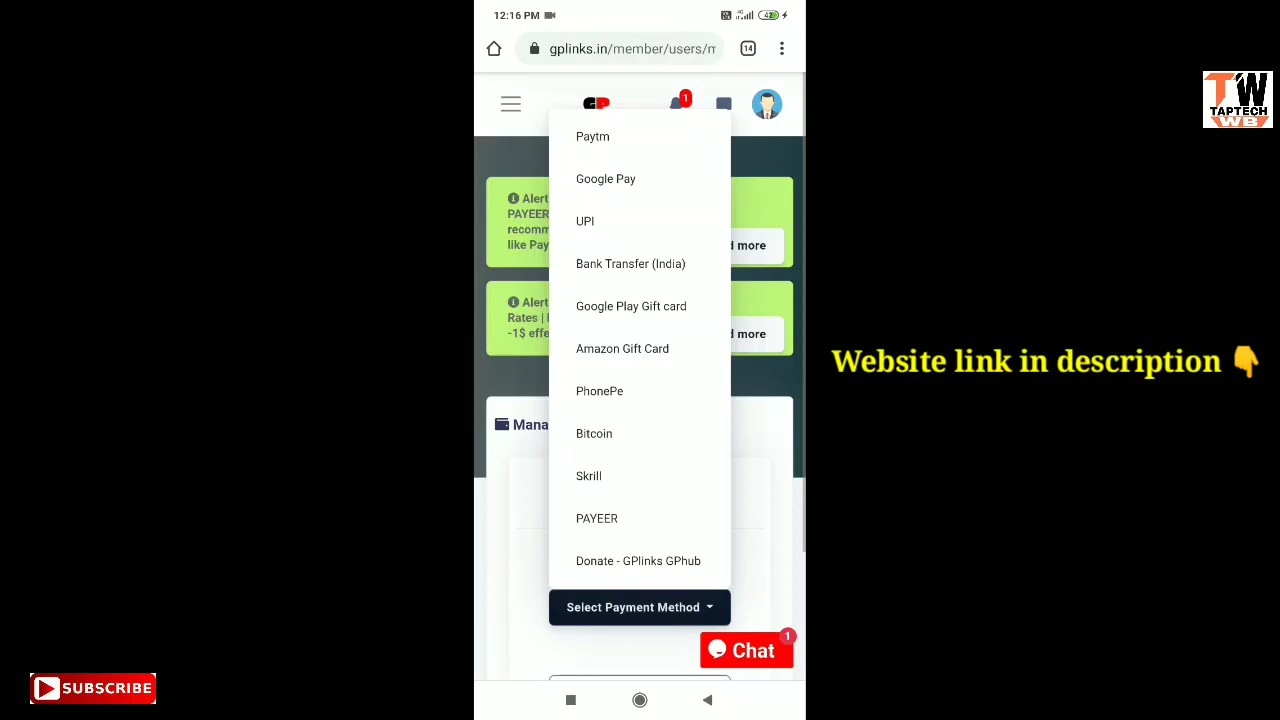 12:16 PM
42
gplinks.in/member/users/m
14
1
TW
TAPTECH
WB
Paytm
Google Pay
UPI
Bank Transfer (India)
Google Play Gift card
Amazon Gift Card
PhonePe
Bitcoin
Skrill
PAYEER
Donate - GPlinks GPhub
Alert
PAYEER
recomm
like Pay
d more
Alert
Rates |
-1$ effe
d more
Website link in description 👇
Mana
Select Payment Method
Chat
1
SUBSCRIBE